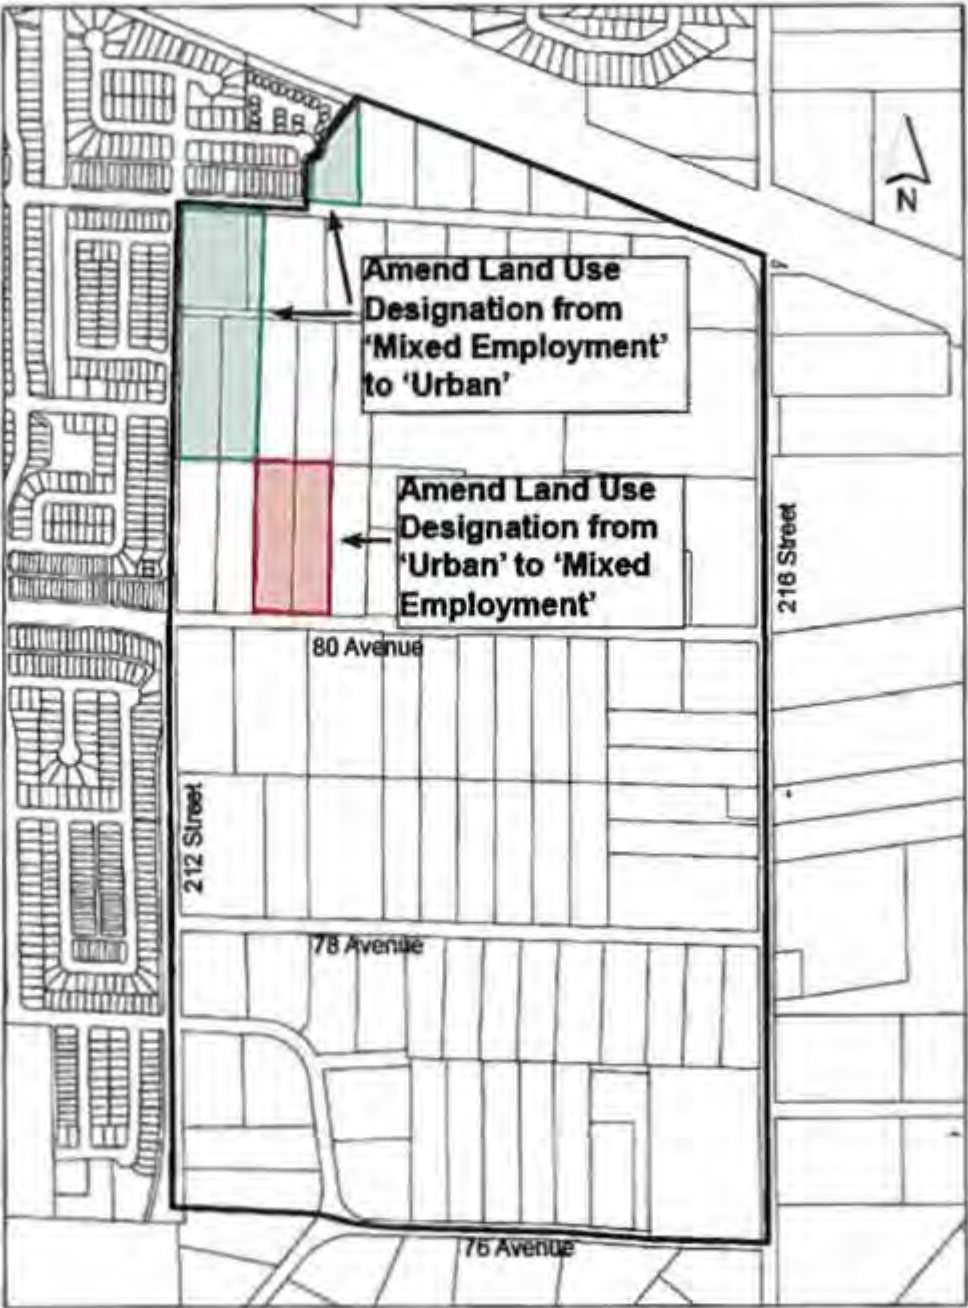 N
Amend Land Use
Designation from
‘Mixed Employment’
to ‘Urban’
Amend Land Use
Designation from
‘Urban’ to ‘Mixed
Employment’
216 Street
80 Avenue
212 Street
78 Avenue
76 Avenue